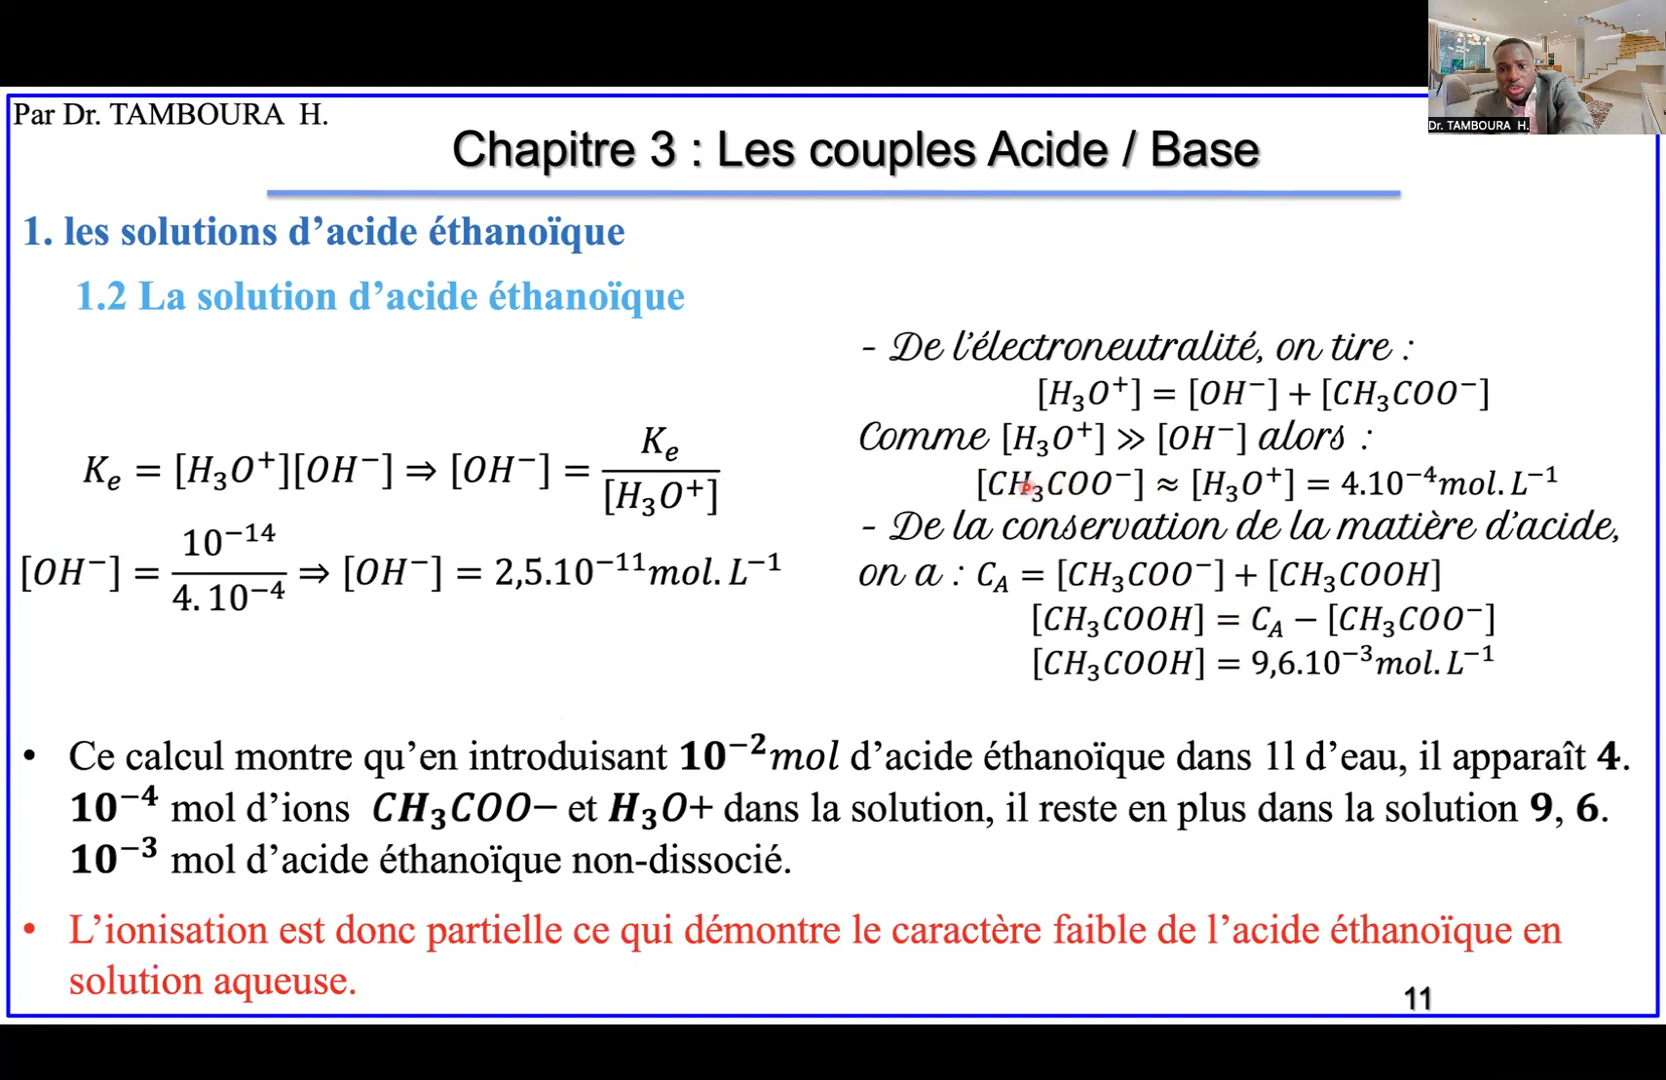 Par Dr. TAMBOURA H.
Dr. TAMBOURA H.
Chapitre 3 : Les couples Acide / Base
1. les solutions d’acide éthanoïque
1.2 La solution d’acide éthanoïque
K_e = [H₃O⁺][OH⁻] ⇒ [OH⁻] = K_e / [H₃O⁺]
[OH⁻] = 10⁻¹⁴ / 4. 10⁻⁴ ⇒ [OH⁻] = 2,5.10⁻¹¹mol. L⁻¹
- De l’électroneutralité, on tire :
[H₃O⁺] = [OH⁻] + [CH₃COO⁻]
Comme [H₃O⁺] ≫ [OH⁻] alors :
[CH₃COO⁻] ≈ [H₃O⁺] = 4.10⁻⁴mol. L⁻¹
- De la conservation de la matière d’acide,
on a : C_A = [CH₃COO⁻] + [CH₃COOH]
[CH₃COOH] = C_A − [CH₃COO⁻]
[CH₃COOH] = 9,6.10⁻³mol. L⁻¹
• Ce calcul montre qu’en introduisant 10⁻²mol d’acide éthanoïque dans 1l d’eau, il apparaît 4.
10⁻⁴ mol d’ions CH₃COO− et H₃O+ dans la solution, il reste en plus dans la solution 9, 6.
10⁻³ mol d’acide éthanoïque non-dissocié.
• L’ionisation est donc partielle ce qui démontre le caractère faible de l’acide éthanoïque en
solution aqueuse.
11